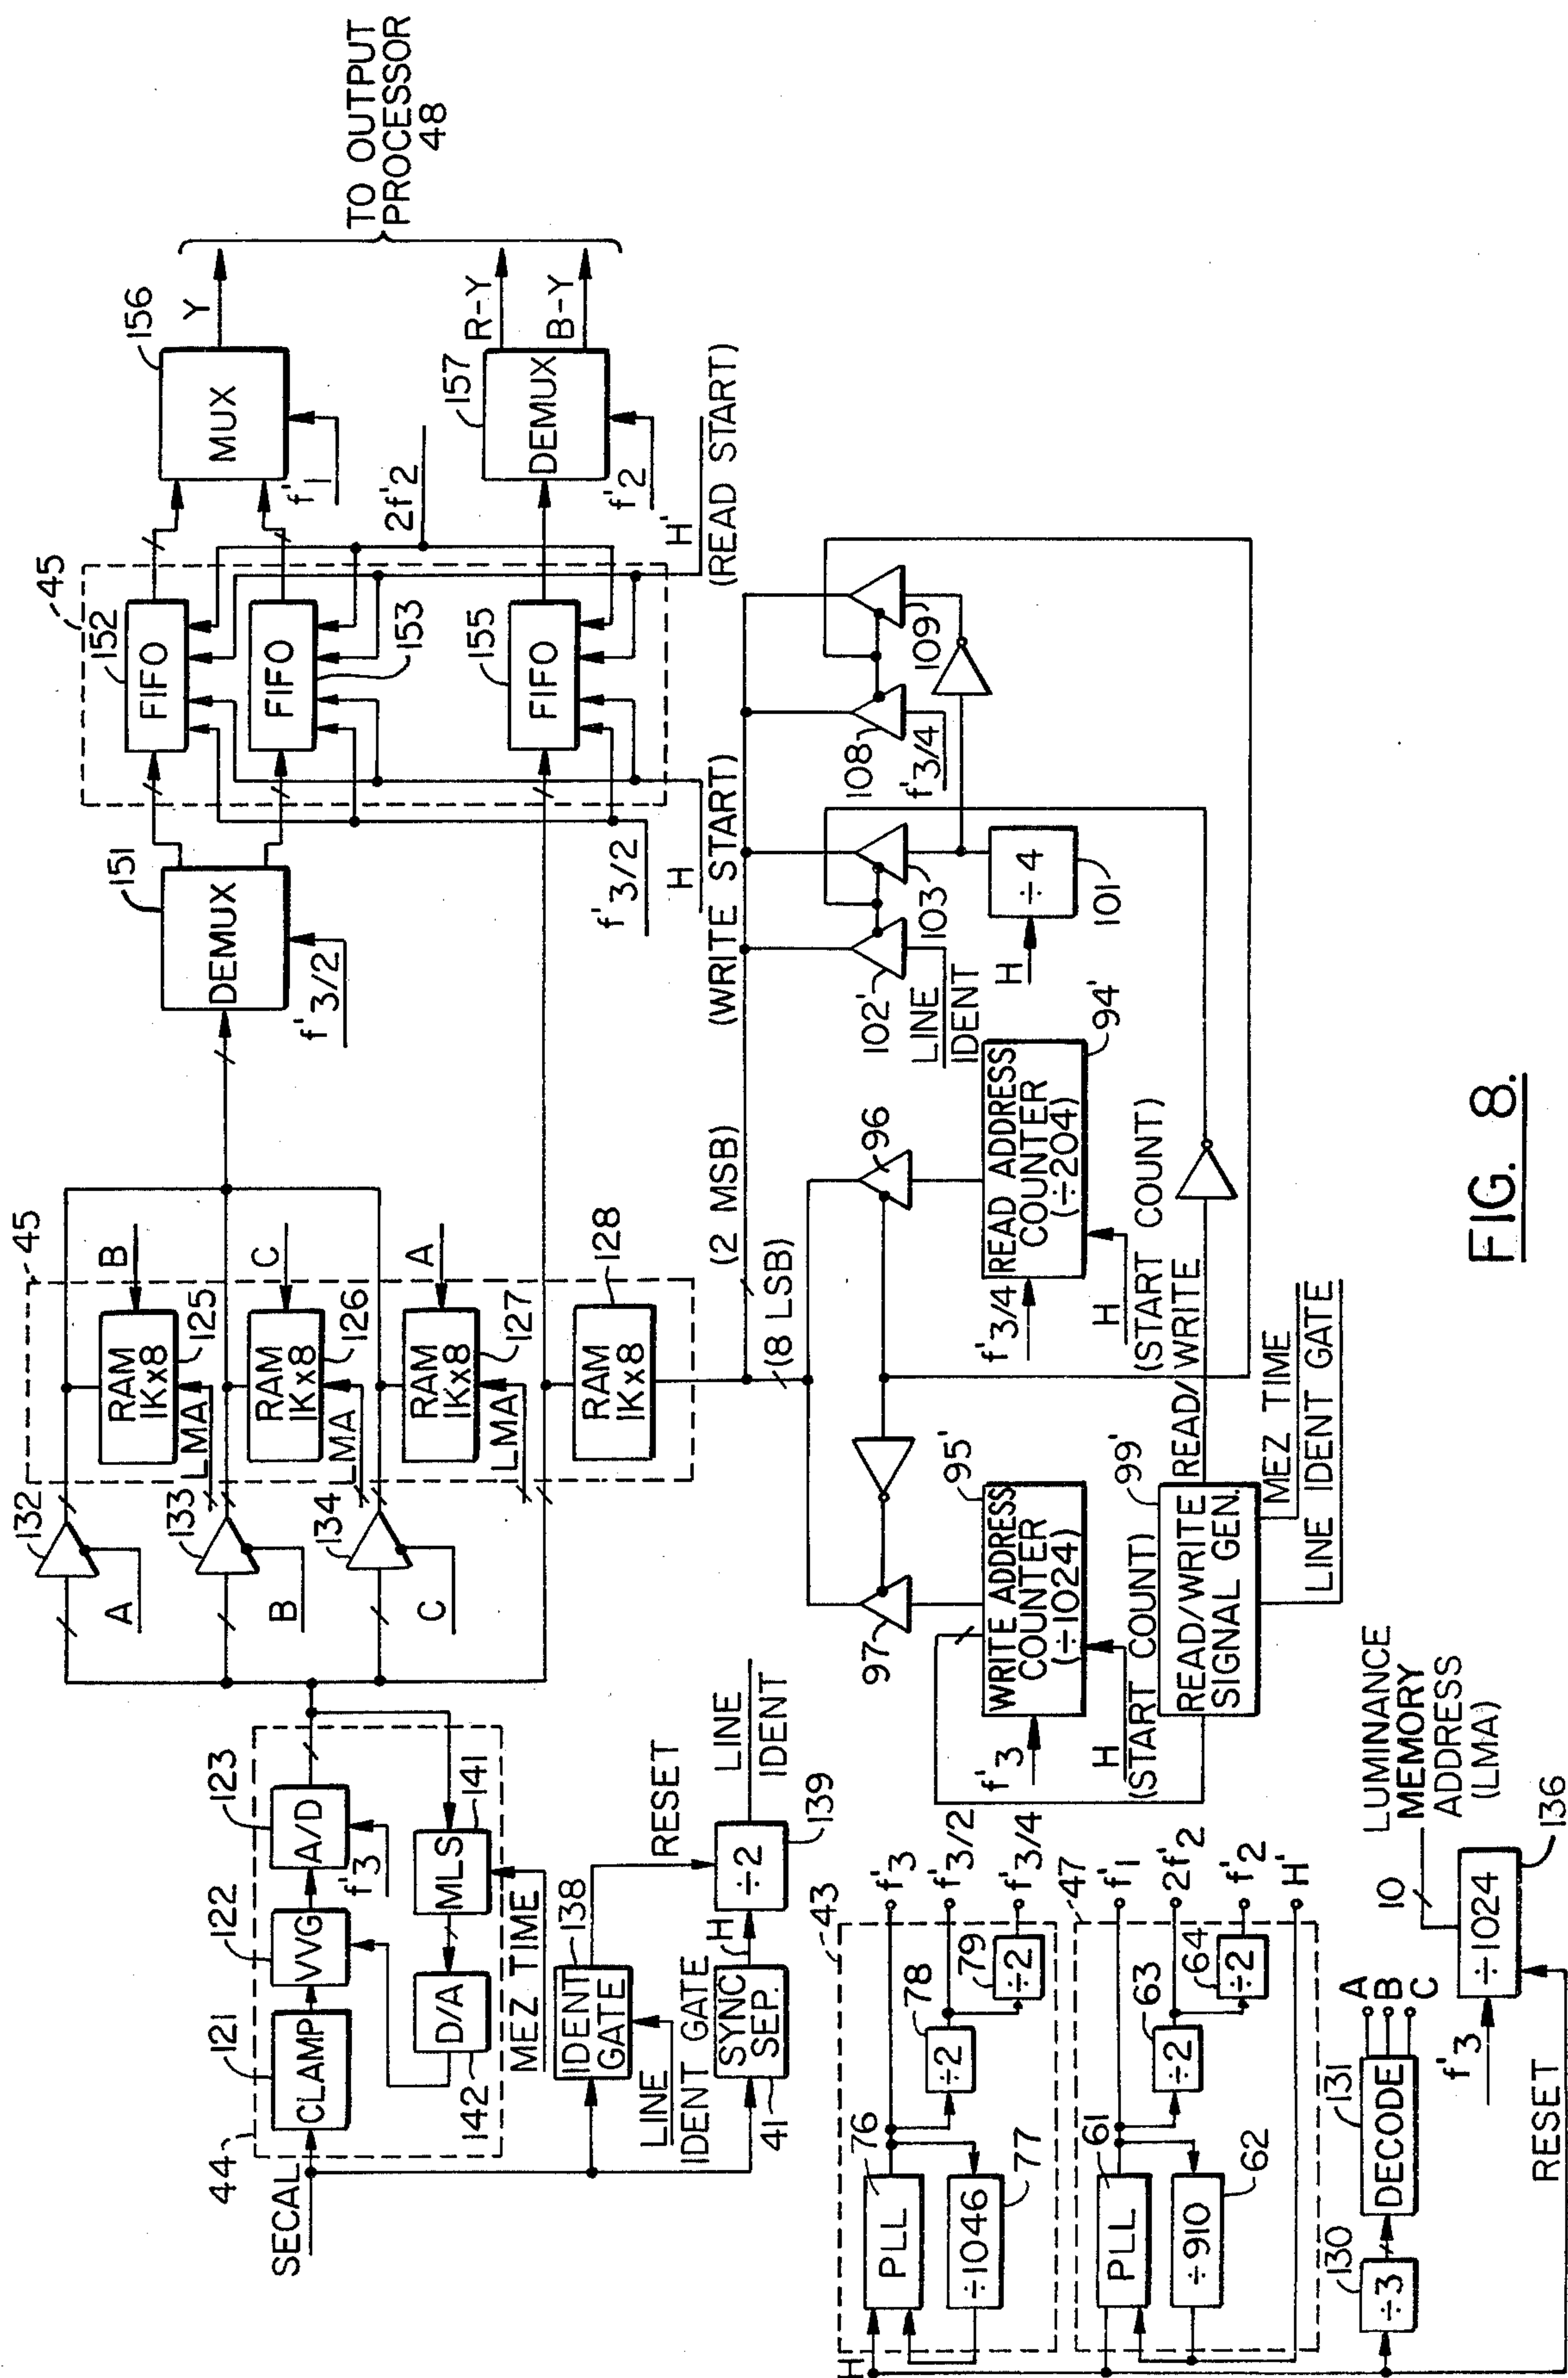 SECAL
44
CLAMP
121
VVG
122
A/D
123
f'3
MLS
141
D/A
142
MEZ TIME
IDENT
GATE
138
LINE
IDENT GATE
SYNC
SEP.
41
H
RESET
÷2
139
LINE
IDENT
A
132
B
133
C
134
45
RAM
1Kx8
125
B
LMA
RAM
1Kx8
126
C
LMA
RAM
1Kx8
127
A
LMA
RAM
1Kx8
128
DEMUX
151
f'3/2
45
FIFO
152
FIFO
153
FIFO
155
f'3/2
H
(WRITE START)
2f'2
H'
(READ START)
MUX
156
f'1
Y
DEMUX
157
f'2
R-Y
B-Y
TO OUTPUT
PROCESSOR
48
(2 MSB)
(8 LSB)
97
96
WRITE ADDRESS
COUNTER
(÷1024)
95'
f'3
H
(START COUNT)
READ ADDRESS
COUNTER
(÷204)
94'
f'3/4
H
(START COUNT)
READ/WRITE
SIGNAL GEN.
99'
READ/WRITE
MEZ TIME
LINE IDENT GATE
102'
LINE
IDENT
103
÷4
101
H
108
f'3/4
109
43
PLL
76
÷1046
77
÷2
78
÷2
79
f'3
f'3/2
f'3/4
47
PLL
61
÷910
62
÷2
63
÷2
64
f'1
2f'2
f'2
H'
H
÷3
130
DECODE
131
A
B
C
f'3
÷1024
136
RESET
10
LUMINANCE
MEMORY
ADDRESS
(LMA)
FIG. 8.